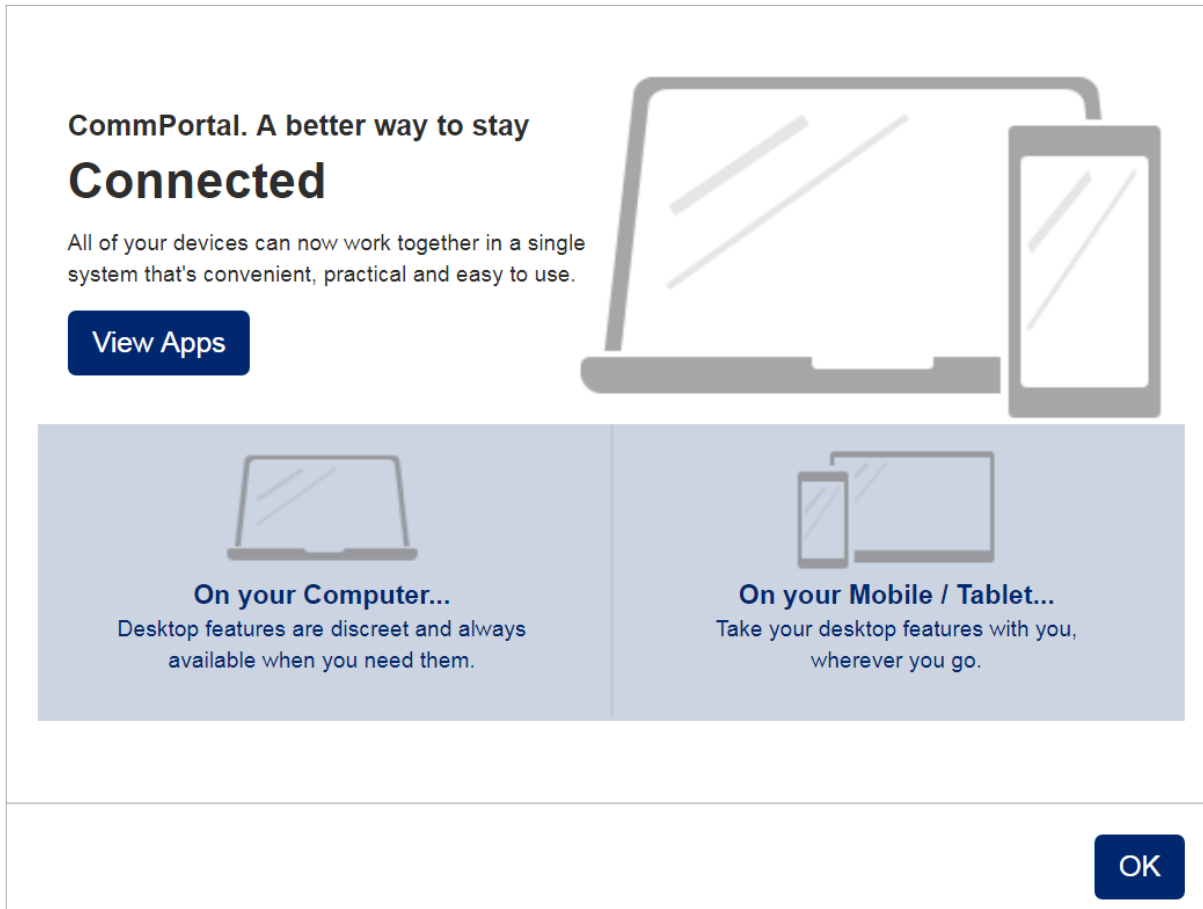 CommPortal. A better way to stay
Connected
All of your devices can now work together in a single
system that's convenient, practical and easy to use.
View Apps
On your Computer...
Desktop features are discreet and always
available when you need them.
On your Mobile / Tablet...
Take your desktop features with you,
wherever you go.
OK